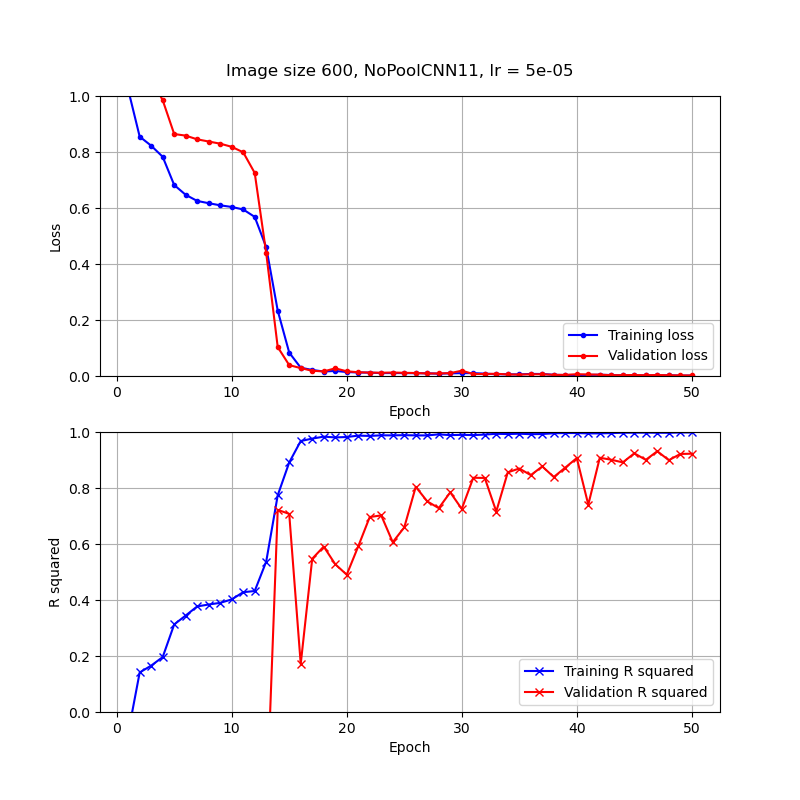 Image size 600, NoPoolCNN11, lr = 5e-05
1.0
0.8
0.6
0.4
0.2
0.0
Loss
Training loss
Validation loss
0 10 20 30 40 50
Epoch
1.0
0.8
0.6
0.4
0.2
0.0
R squared
Training R squared
Validation R squared
0 10 20 30 40 50
Epoch